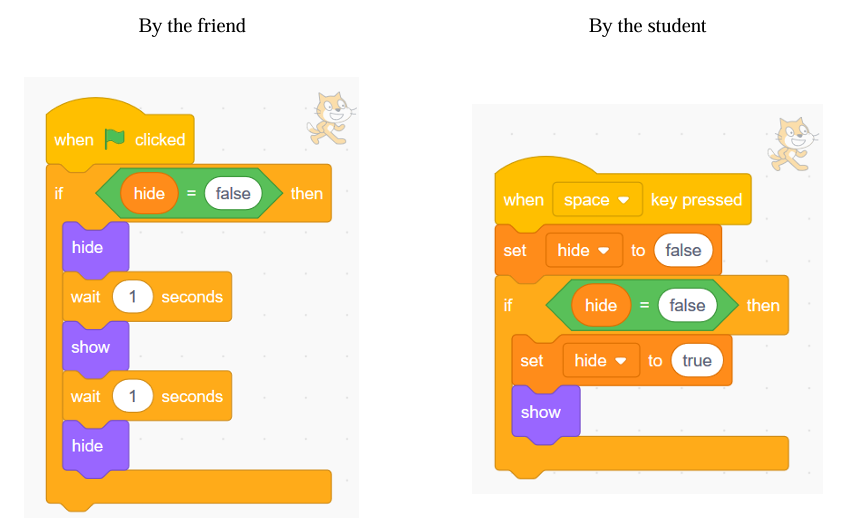 By the friend
when clicked
if hide = false then
hide
wait 1 seconds
show
wait 1 seconds
hide
By the student
when space key pressed
set hide to false
if hide = false then
set hide to true
show